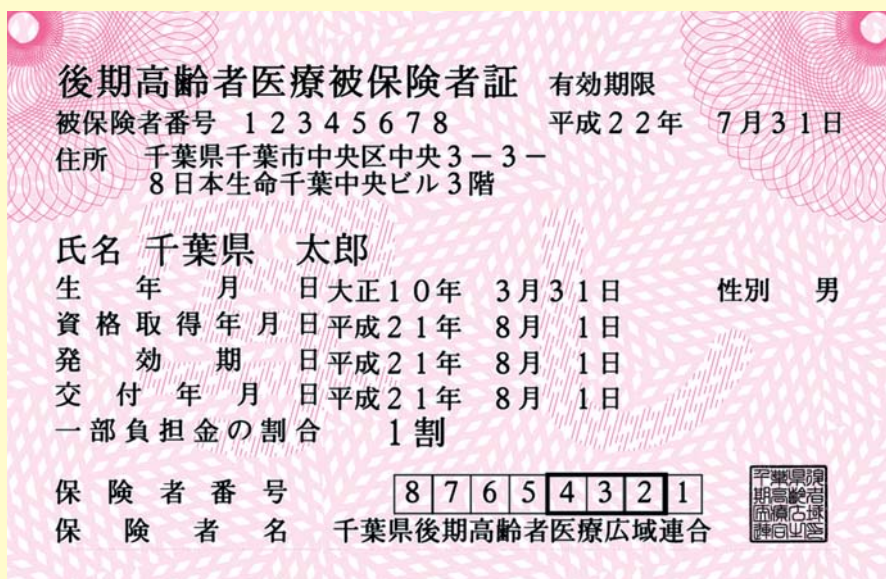 後期高齢者医療被保険者証 有効期限
被保険者番号 12345678 平成22年 7月31日
住所 千葉県千葉市中央区中央3-3-
8日本生命千葉中央ビル3階
氏名 千葉県 太郎
生年月日 大正10年 3月31日 性別 男
資格取得年月日 平成21年 8月 1日
発効期日 平成21年 8月 1日
交付年月日 平成21年 8月 1日
一部負担金の割合 1割
保険者番号 87654321
保険者名 千葉県後期高齢者医療広域連合